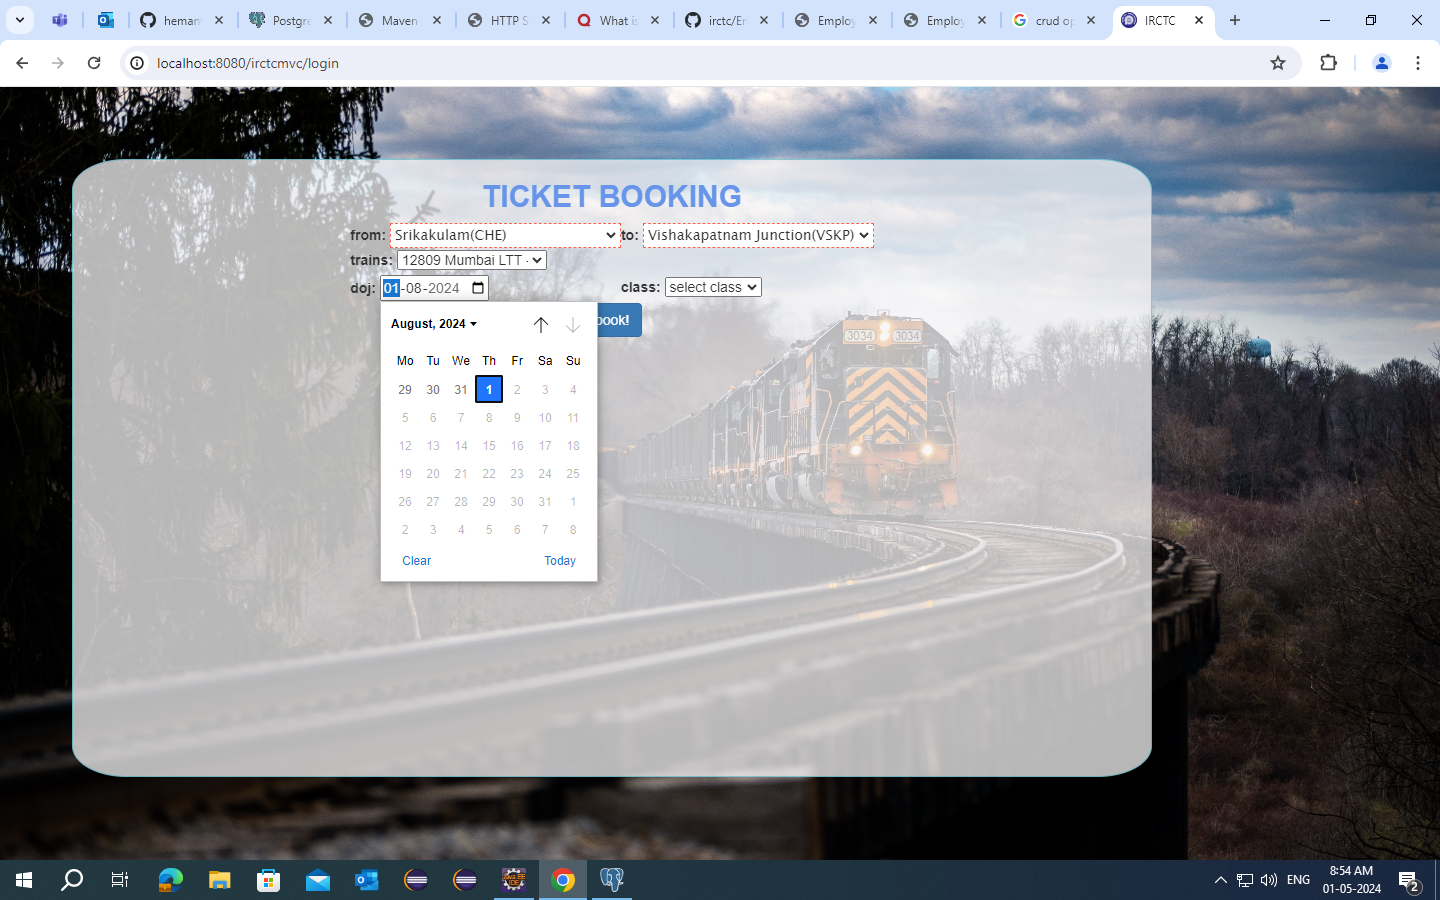 heman
Postgre
Maven
HTTP S
What is
irctc/En
Employ
Employ
crud op
IRCTC
localhost:8080/irctcmvc/login
TICKET BOOKING
from: Srikakulam(CHE) to: Vishakapatnam Junction(VSKP)
trains: 12809 Mumbai LTT -
doj: 01-08-2024 class: select class
book!
August, 2024
Mo Tu We Th Fr Sa Su
29 30 31 1 2 3 4
5 6 7 8 9 10 11
12 13 14 15 16 17 18
19 20 21 22 23 24 25
26 27 28 29 30 31 1
2 3 4 5 6 7 8
Clear Today
3034 3034
3034
8:54 AM
ENG
01-05-2024
2